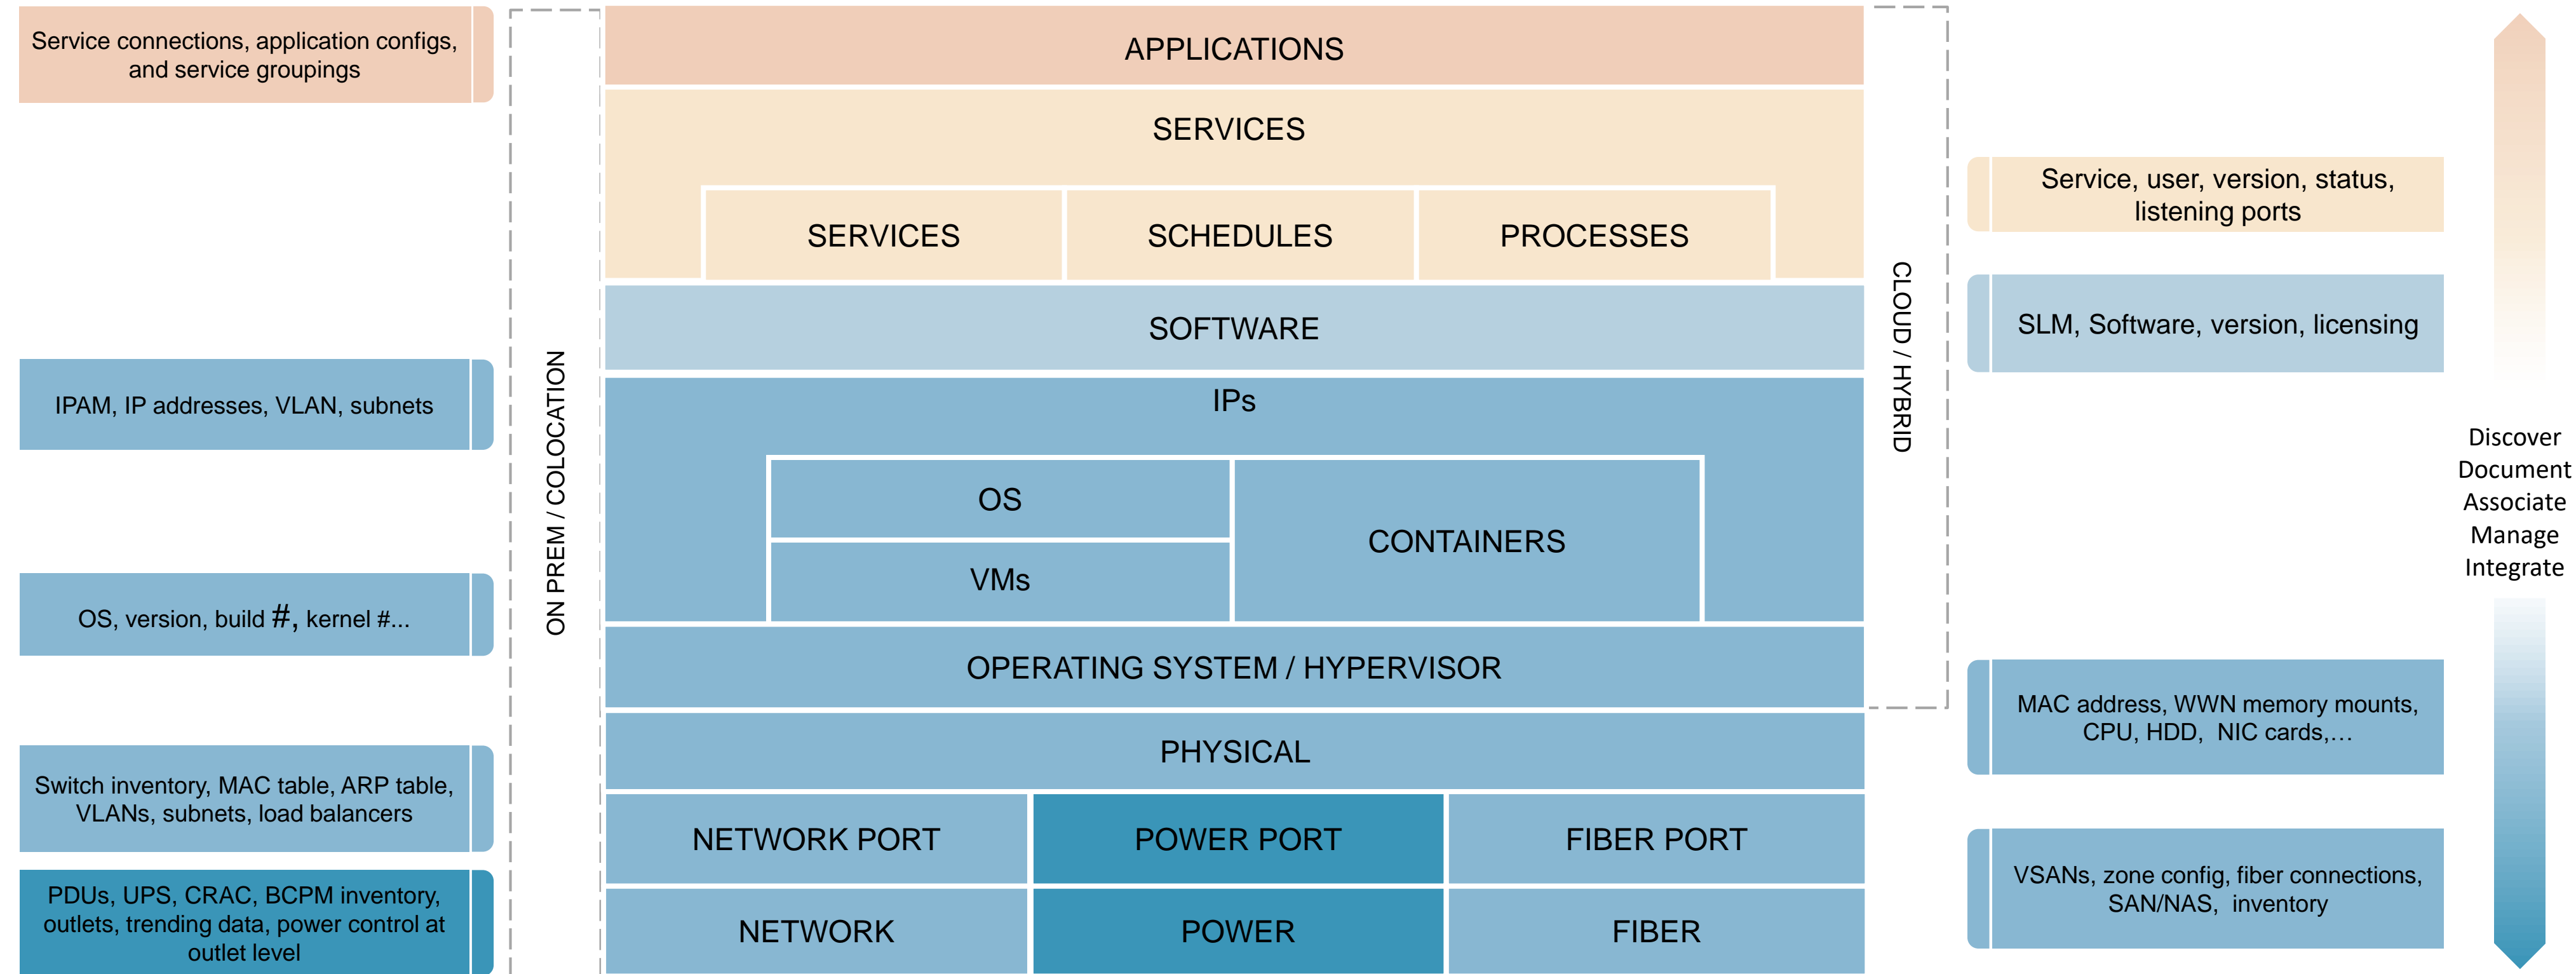 Service connections, application configs,
and service groupings
IPAM, IP addresses, VLAN, subnets
OS, version, build #, kernel #...
Switch inventory, MAC table, ARP table,
VLANs, subnets, load balancers
PDUs, UPS, CRAC, BCPM inventory,
outlets, trending data, power control at
outlet level
ON PREM / COLOCATION
APPLICATIONS
SERVICES
SERVICES
SCHEDULES
PROCESSES
SOFTWARE
IPs
OS
VMs
CONTAINERS
OPERATING SYSTEM / HYPERVISOR
PHYSICAL
NETWORK PORT
POWER PORT
FIBER PORT
NETWORK
POWER
FIBER
CLOUD / HYBRID
Service, user, version, status,
listening ports
SLM, Software, version, licensing
MAC address, WWN memory mounts,
CPU, HDD, NIC cards,...
VSANs, zone config, fiber connections,
SAN/NAS, inventory
Discover
Document
Associate
Manage
Integrate